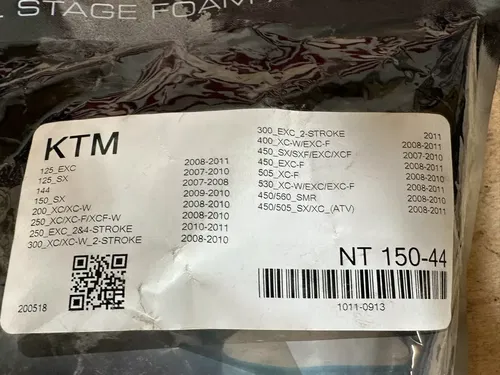 STAGE FOAM
KTM
125_EXC 2008-2011
125_SX 2007-2010
144 2007-2008
150_SX 2009-2010
200_XC/XC-W 2008-2010
250_XC/XC-F/XCF-W 2008-2010
250_EXC_2&4-STROKE 2010-2011
300_XC/XC-W_2-STROKE 2008-2010
300_EXC_2-STROKE 2011
400_XC-W/EXC-F 2008-2011
450_SX/SXF/EXC/XCF 2007-2010
450_EXC-F 2008-2011
505_XC-F 2008-2010
530_XC-W/EXC/EXC-F 2008-2011
450/560_SMR 2008-2010
450/505_SX/XC_(ATV) 2008-2011
NT 150-44
200518
1011-0913